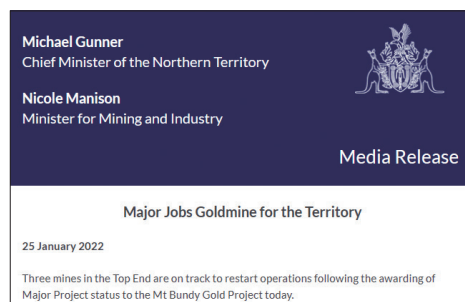 Michael Gunner
Chief Minister of the Northern Territory
Nicole Manison
Minister for Mining and Industry
Media Release
Major Jobs Goldmine for the Territory
25 January 2022
Three mines in the Top End are on track to restart operations following the awarding of
Major Project status to the Mt Bundy Gold Project today.